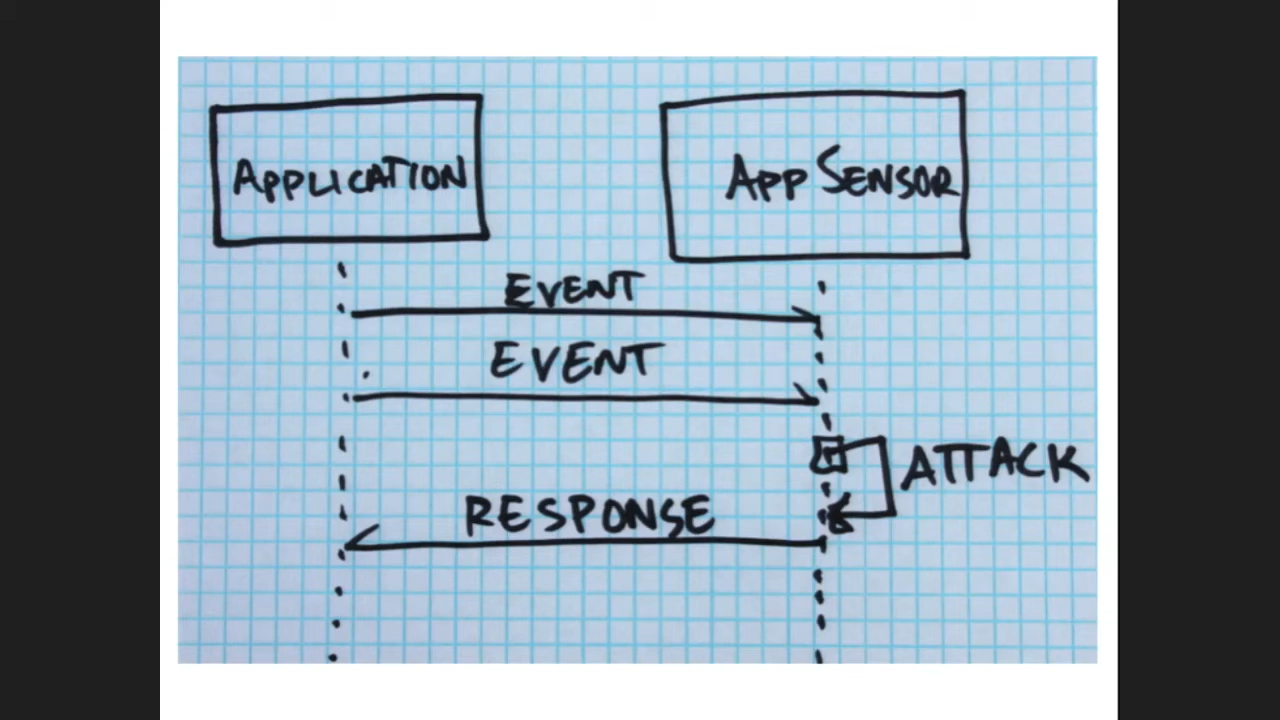 APPLICATION
APP SENSOR
EVENT
EVENT
ATTACK
RESPONSE